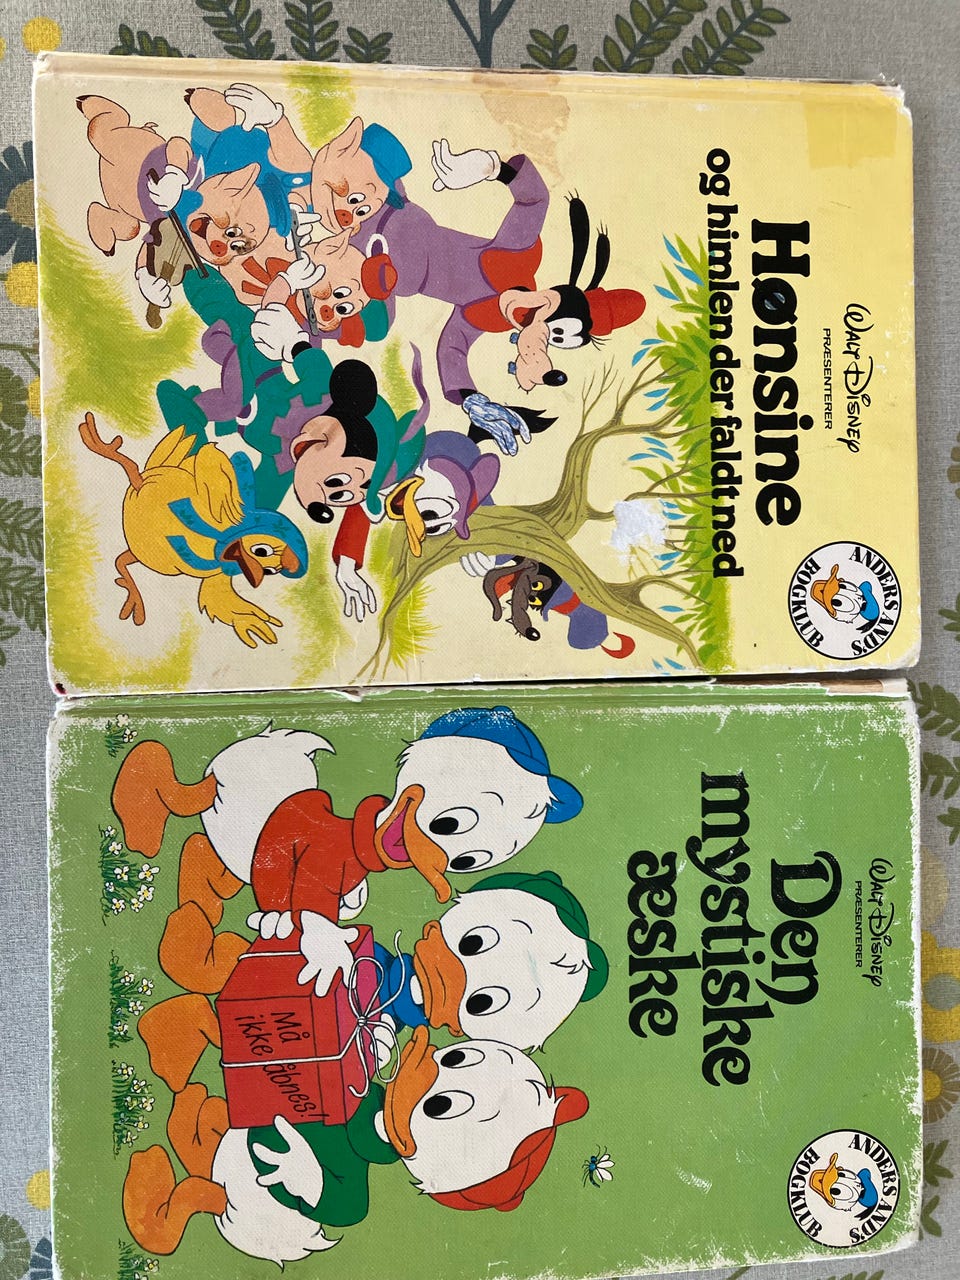 WALT DISNEY
PRÆSENTERER
Hønsine
og himlen der faldt ned
ANDERS AND'S
BOGKLUB
WALT DISNEY
PRÆSENTERER
Den
mystiske
æske
Må
ikke åbnes!
ANDERS AND'S
BOGKLUB